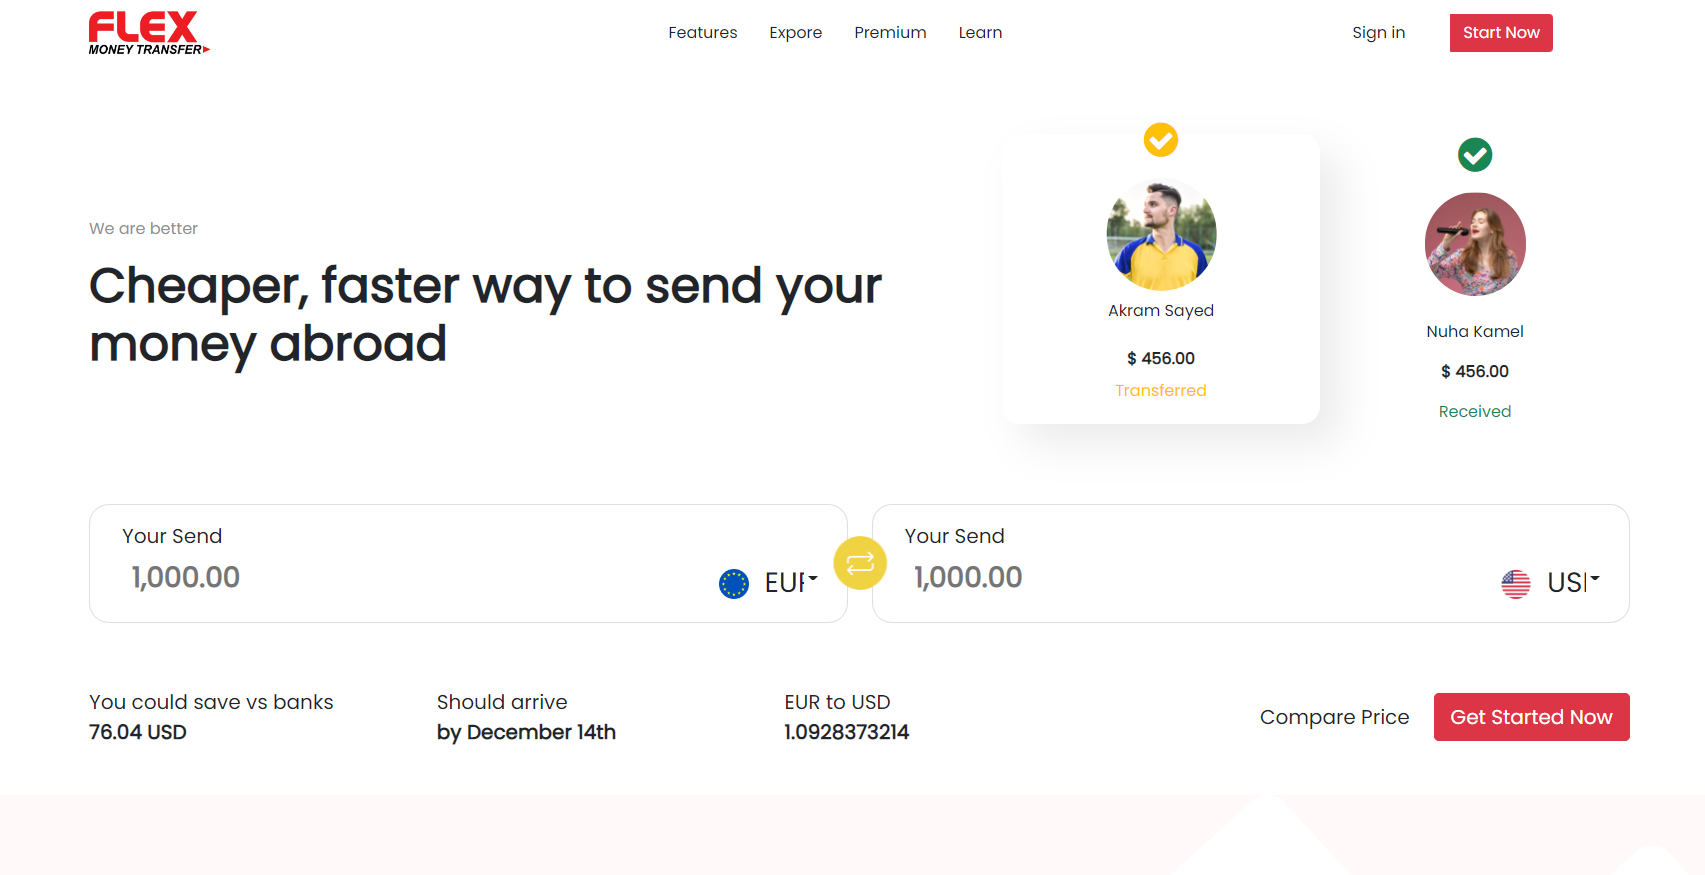 FLEX
MONEY TRANSFER
Features Expore Premium Learn
Sign in
Start Now
We are better
Cheaper, faster way to send your
money abroad
Akram Sayed
$ 456.00
Transferred
Nuha Kamel
$ 456.00
Received
Your Send
1,000.00
EUR
Your Send
1,000.00
USD
You could save vs banks
76.04 USD
Should arrive
by December 14th
EUR to USD
1.0928373214
Compare Price
Get Started Now